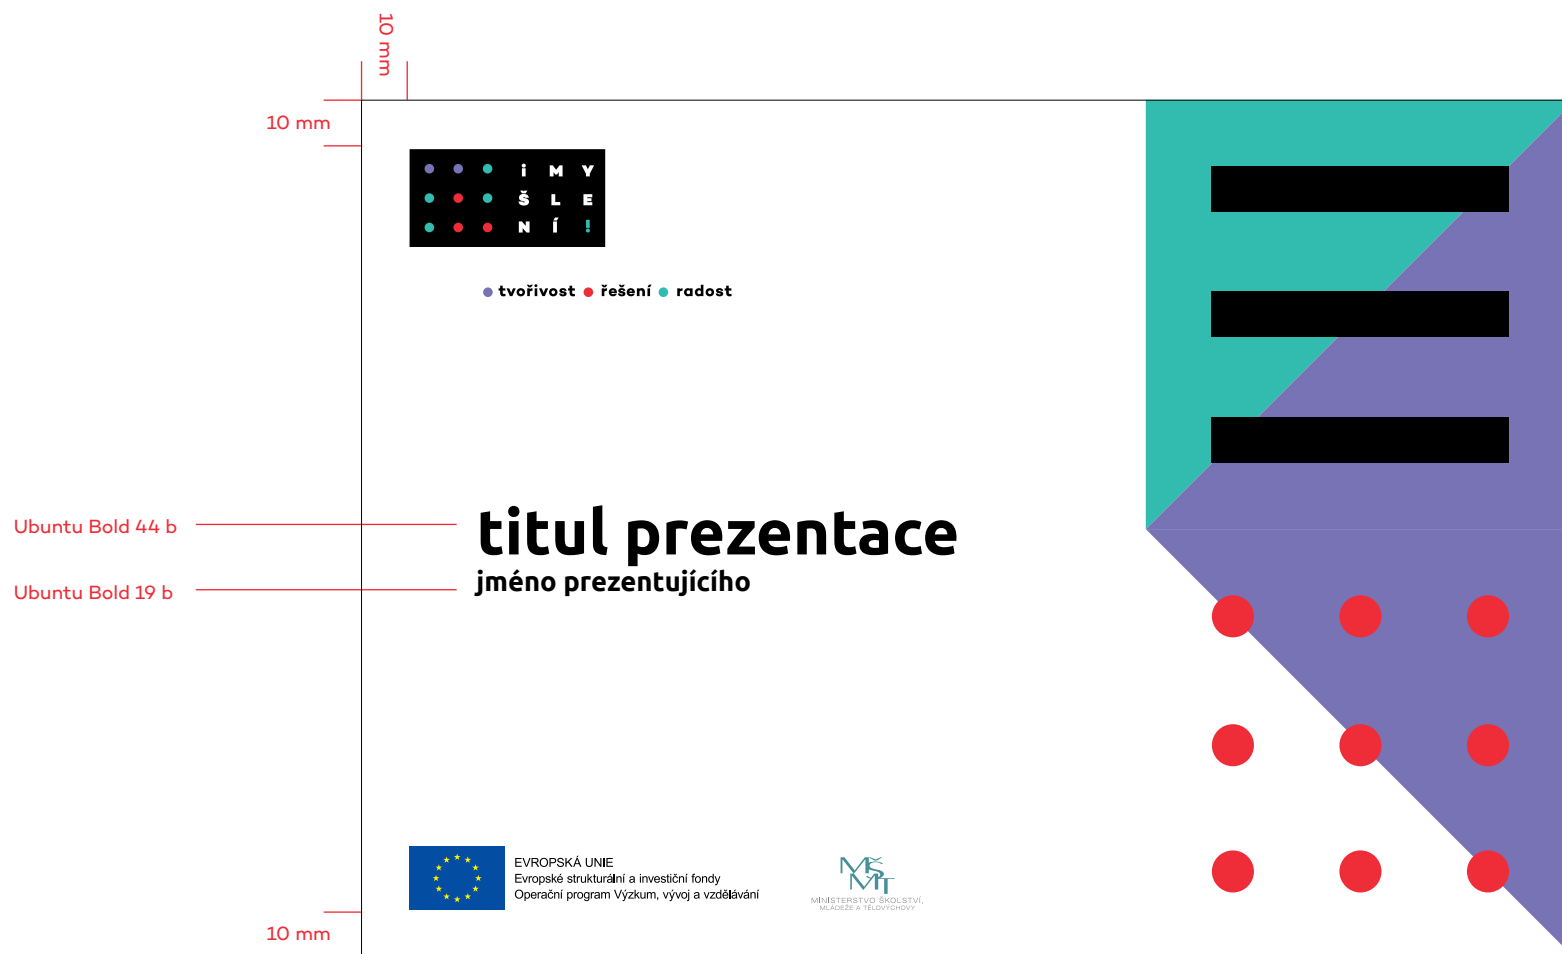 10 mm
10 mm
i M Y
Š L E
N Í !
tvořivost řešení radost
Ubuntu Bold 44 b
titul prezentace
Ubuntu Bold 19 b
jméno prezentujícího
EVROPSKÁ UNIE
Evropské strukturální a investiční fondy
Operační program Výzkum, vývoj a vzdělávání
MŠMT
MINISTERSTVO ŠKOLSTVÍ,
MLÁDEŽE A TĚLOVÝCHOVY
10 mm